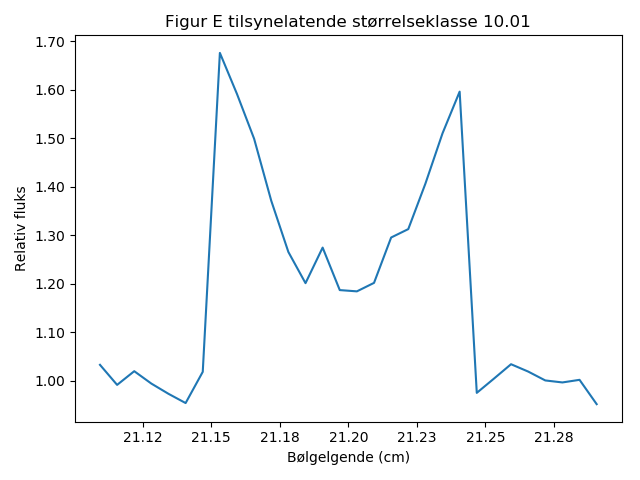 Figur E tilsynelatende størrelseklasse 10.01
1.70
1.60
1.50
1.40
1.30
1.20
1.10
1.00
Relativ fluks
21.12 21.15 21.18 21.20 21.23 21.25 21.28
Bølgelgende (cm)